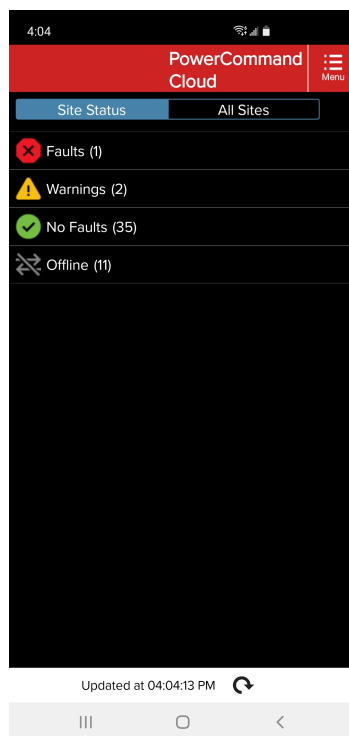 4:04
PowerCommand
Cloud
Menu
Site Status
All Sites
Faults (1)
Warnings (2)
No Faults (35)
Offline (11)
Updated at 04:04:13 PM